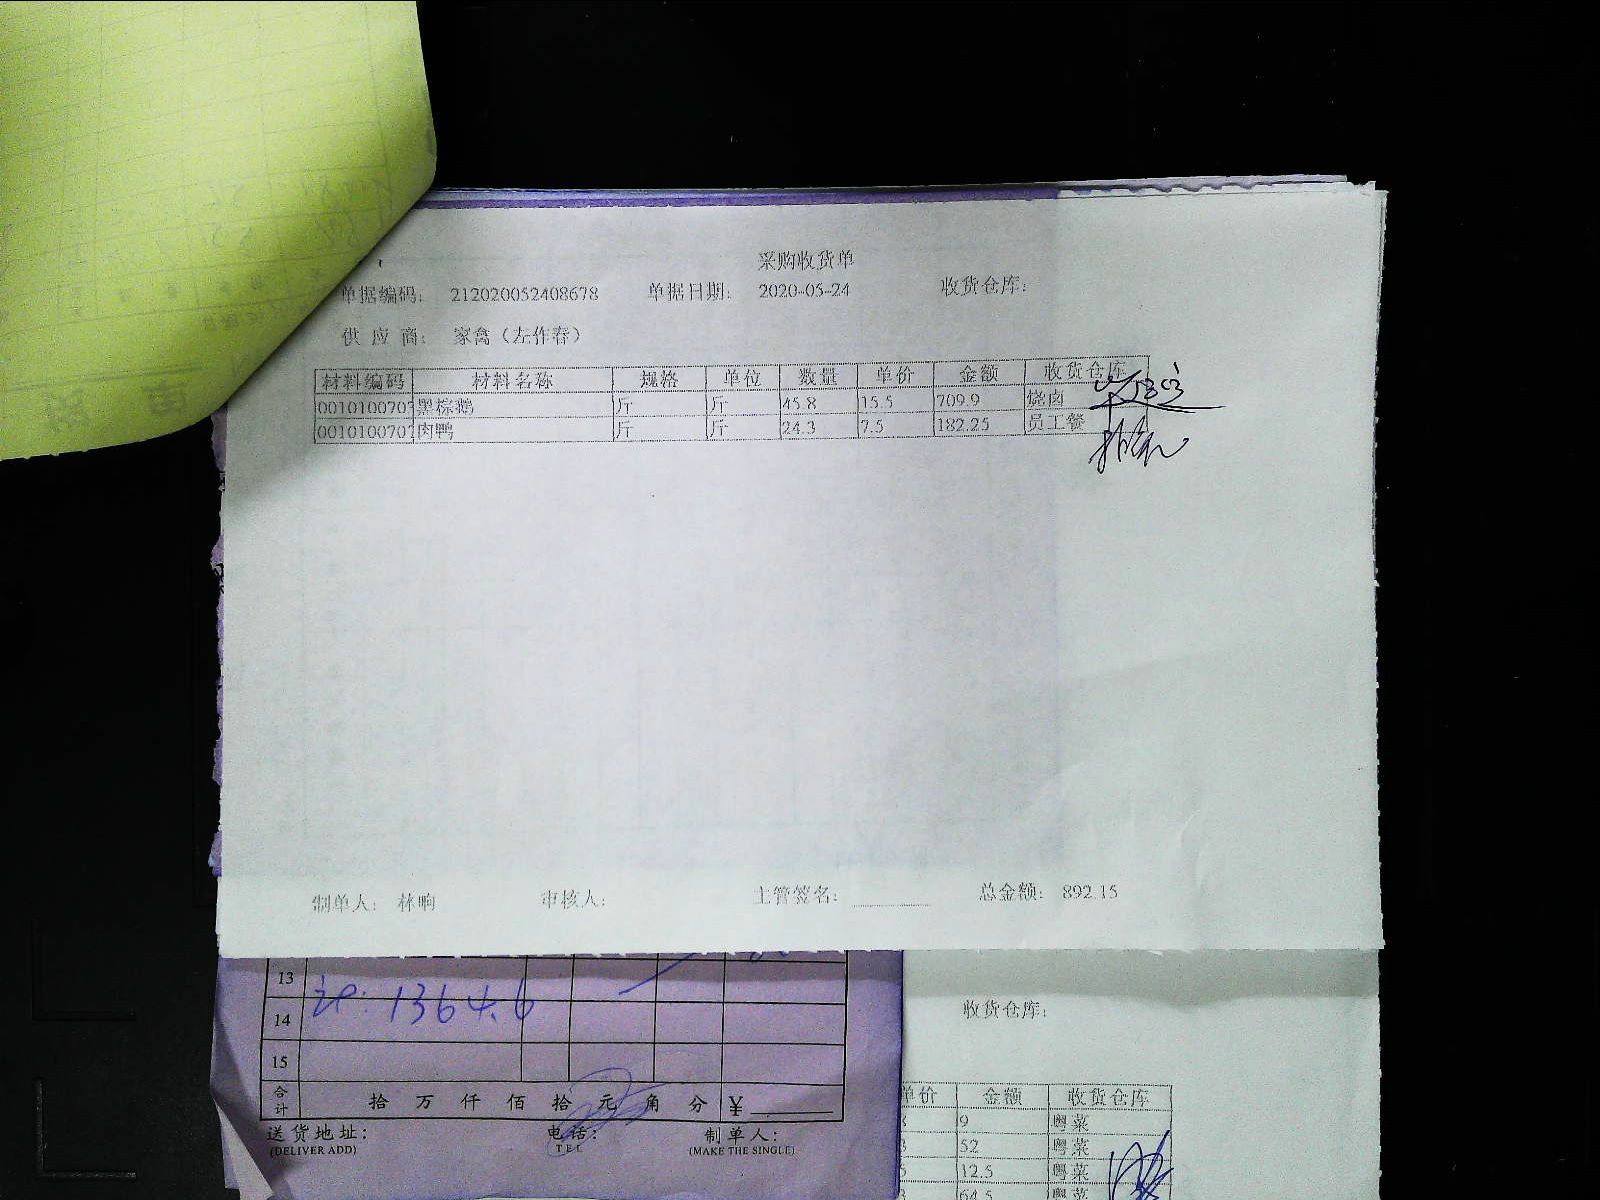 采购收货单
单据编码: 212020052408678 单据日期: 2020-05-24 收货仓库:
供 应 商: 家禽（左作春）
材料编码 材料名称 规格 单位 数量 单价 金额 收货仓库
0010100703 黑棕鹅 斤 斤 45.8 15.5 709.9 烧卤
0010100707 肉鸭 斤 斤 24.3 7.5 182.25 员工餐
制单人: 林晌 审核人: 主管签名: 总金额: 892.15
13
14 计: 1364.6
15
合计 拾 万 仟 佰 拾 元 角 分 ¥
送货地址: 电话: 制单人:
(DELIVER ADD) TEL (MAKE THE SINGLE)
收货仓库:
单价 金额 收货仓库
9 粤菜
52 粤菜
12.5 粤菜
64.5 粤菜